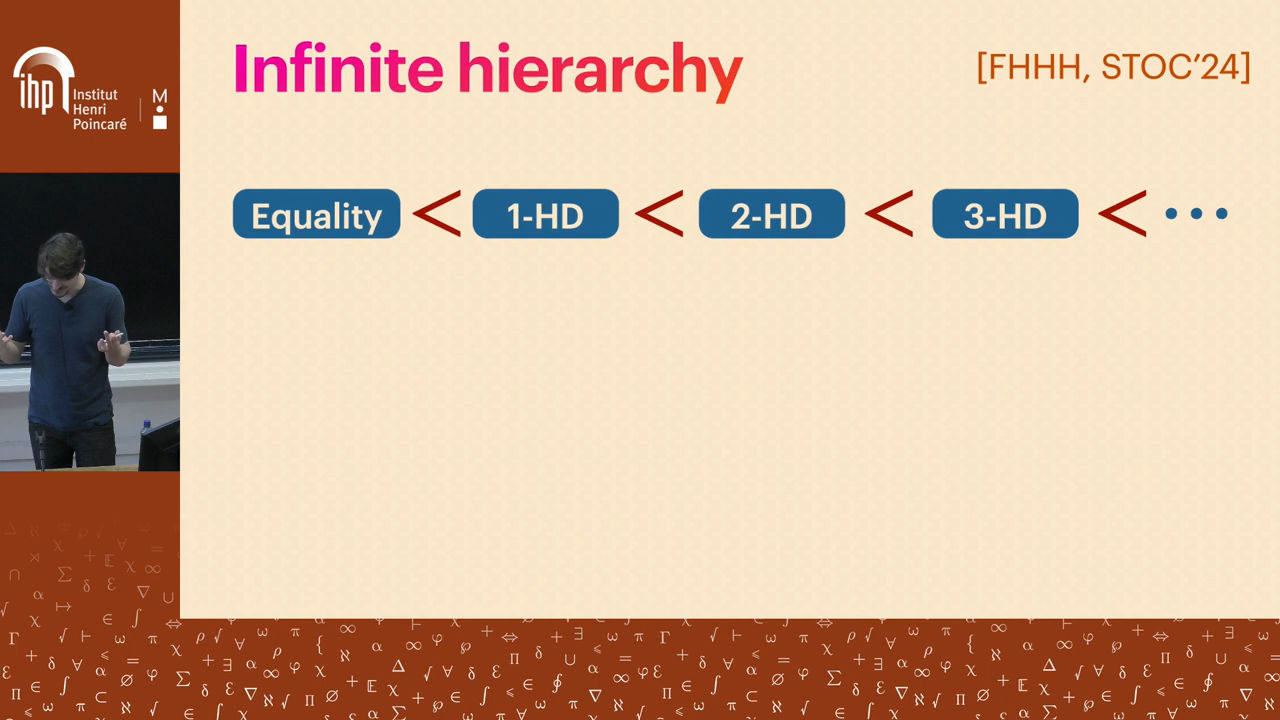 ihp
Institut
Henri
Poincaré
M
Infinite hierarchy
[FHHH, STOC'24]
Equality < 1-HD < 2-HD < 3-HD < •••